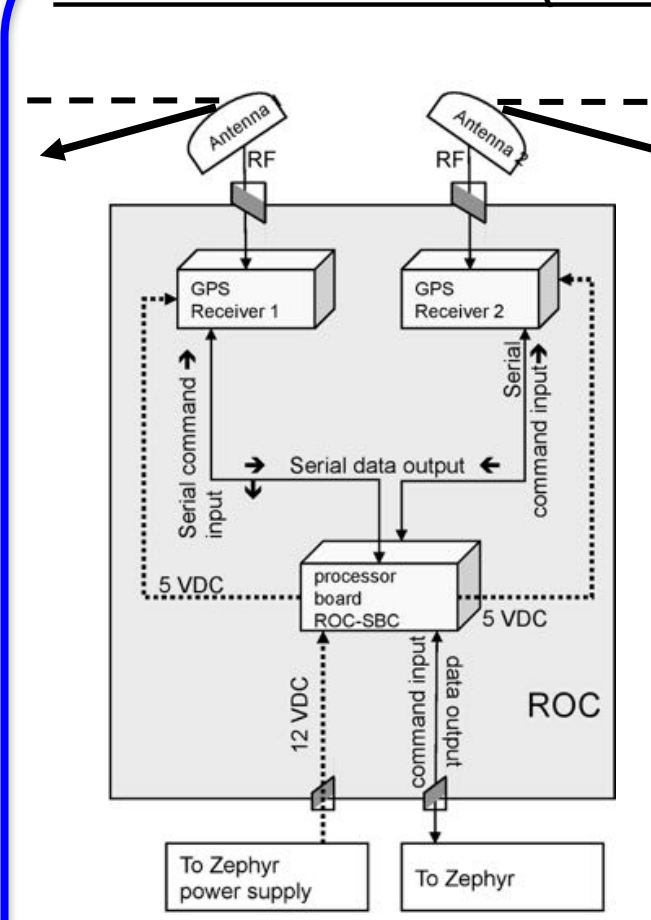 Antenna
Antenna 2
RF
RF
GPS
Receiver 1
GPS
Receiver 2
Serial command
input
Serial
command input
Serial data output
5 VDC
processor
board
ROC-SBC
5 VDC
12 VDC
command input
data output
ROC
To Zephyr
power supply
To Zephyr